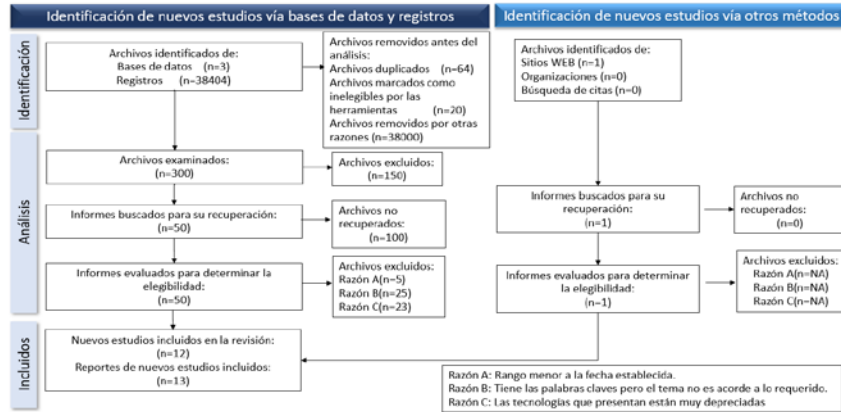 Identificación de nuevos estudios vía bases de datos y registros
Identificación de nuevos estudios vía otros métodos
Identificación
Archivos identificados de:
Bases de datos (n=3)
Registros (n=38404)
Archivos removidos antes del
análisis:
Archivos duplicados (n=64)
Archivos marcados como
inelegibles por las
herramientas (n=20)
Archivos removidos por otras
razones (n=38000)
Archivos identificados de:
Sitios WEB (n=1)
Organizaciones (n=0)
Búsqueda de citas (n=0)
Análisis
Archivos examinados:
(n=300)
Archivos excluidos:
(n=150)
Informes buscados para su recuperación:
(n=50)
Archivos no
recuperados:
(n=100)
Informes buscados para su
recuperación:
(n=1)
Archivos no
recuperados:
(n=0)
Informes evaluados para determinar la
elegibilidad:
(n=50)
Archivos excluidos:
Razón A(n=5)
Razón B(n=25)
Razón C(n=23)
Informes evaluados para determinar
la elegibilidad:
(n=1)
Archivos excluidos:
Razón A(n=NA)
Razón B(n=NA)
Razón C(n=NA)
Incluidos
Nuevos estudios incluidos en la revisión:
(n=12)
Reportes de nuevos estudios incluidos:
(n=13)
Razón A: Rango menor a la fecha establecida.
Razón B: Tiene las palabras claves pero el tema no es acorde a lo requerido.
Razón C: Las tecnologías que presentan están muy depreciadas